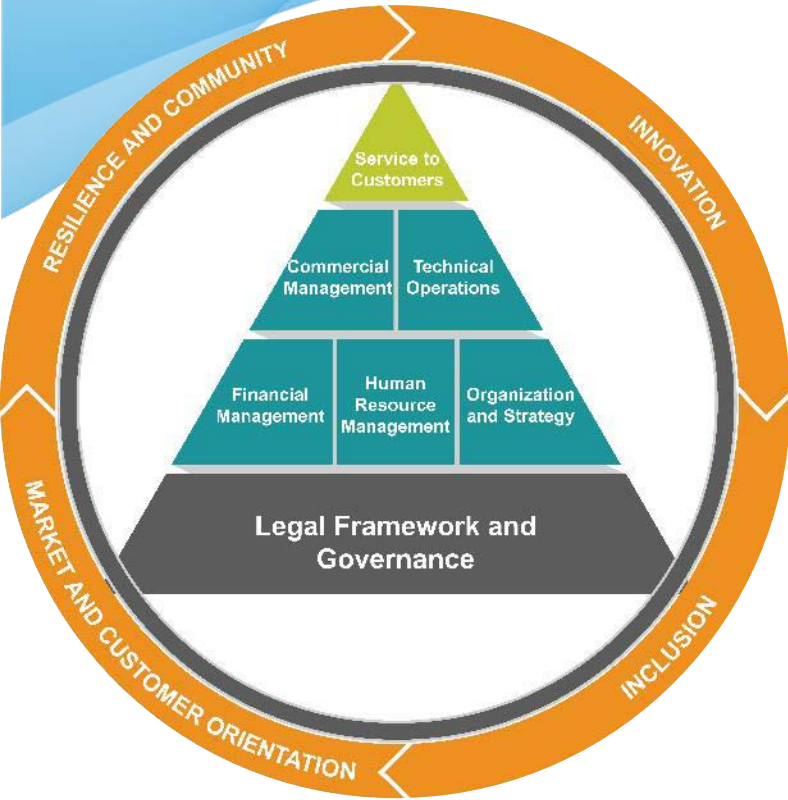 RESILIENCE AND COMMUNITY
INNOVATION
Service to
Customers
Commercial
Management
Technical
Operations
Financial
Management
Human
Resource
Management
Organization
and Strategy
Legal Framework and
Governance
MARKET AND CUSTOMER ORIENTATION
INCLUSION